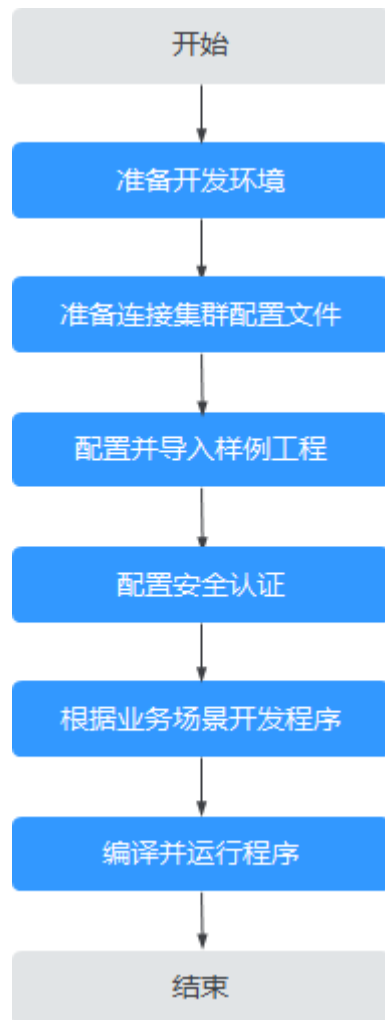 开始
准备开发环境
准备连接集群配置文件
配置并导入样例工程
配置安全认证
根据业务场景开发程序
编译并运行程序
结束